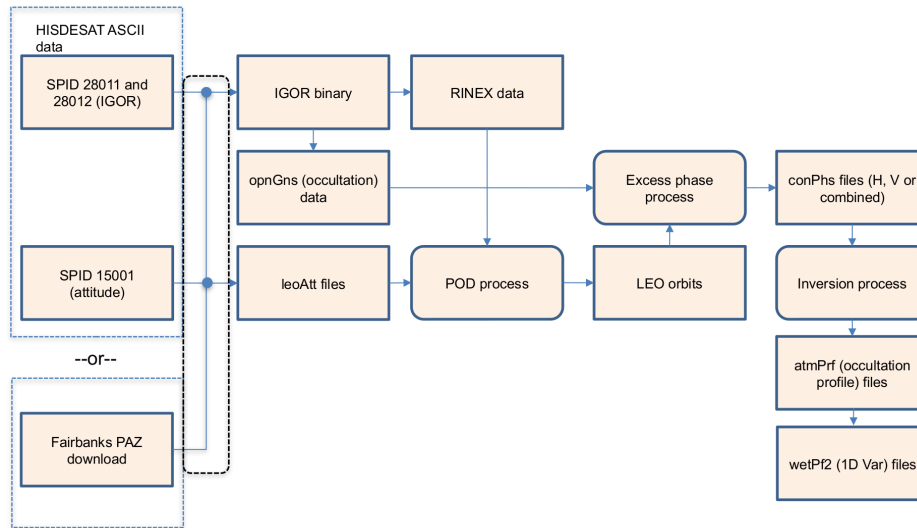 HISDESAT ASCII
data
SPID 28011 and
28012 (IGOR)
IGOR binary
RINEX data
opnGns (occultation)
data
Excess phase
process
conPhs files (H, V or
combined)
SPID 15001
(attitude)
leoAtt files
POD process
LEO orbits
Inversion process
--or--
atmPrf (occultation
profile) files
Fairbanks PAZ
download
wetPf2 (1D Var) files